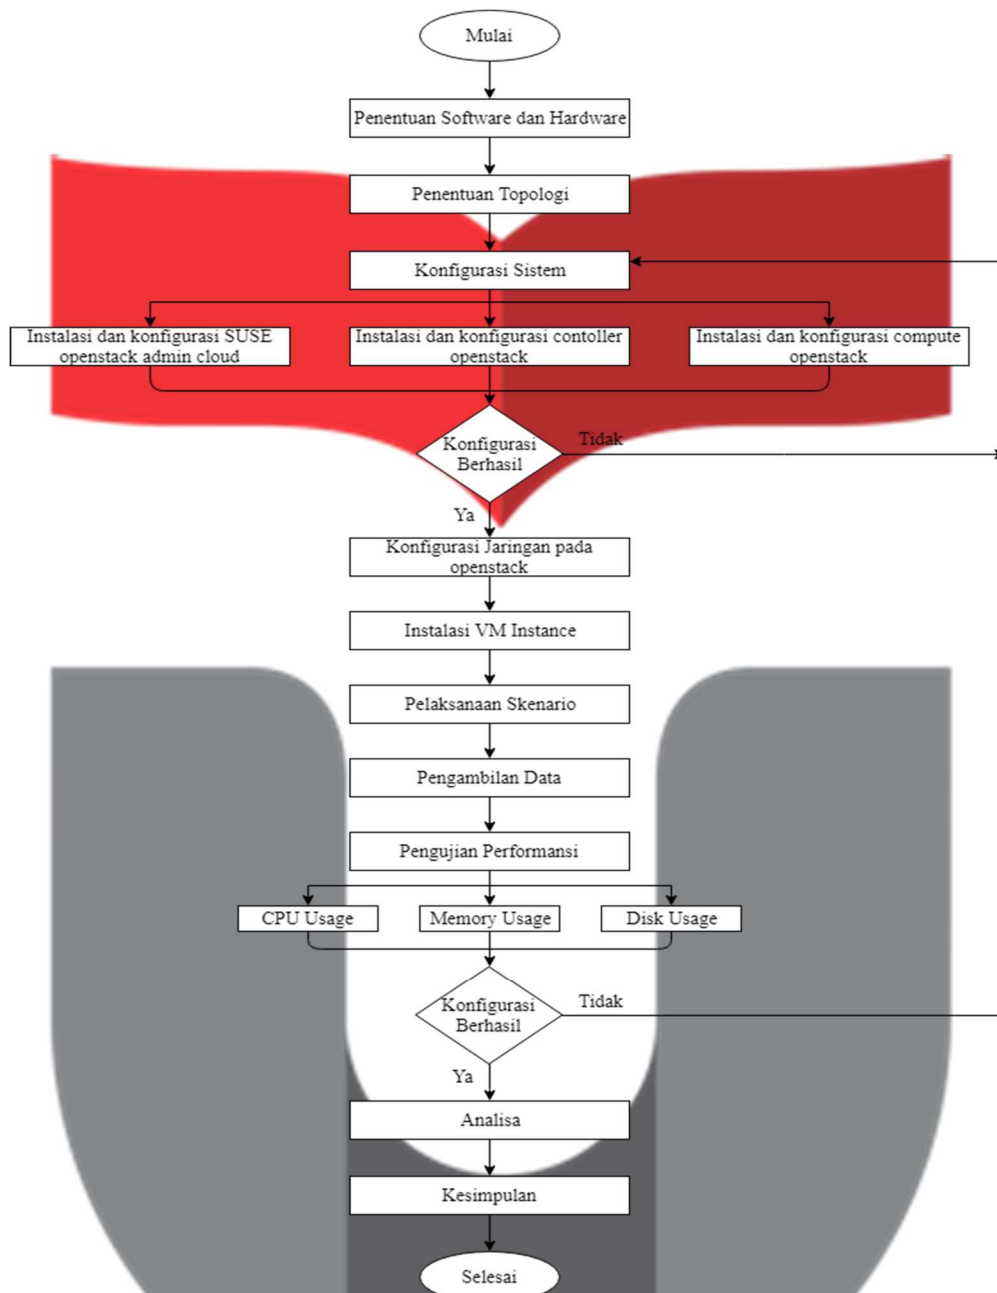 Mulai
Penentuan Software dan Hardware
Penentuan Topologi
Konfigurasi Sistem
Instalasi dan konfigurasi SUSE
openstack admin cloud
Instalasi dan konfigurasi contoller
openstack
Instalasi dan konfigurasi compute
openstack
Konfigurasi
Berhasil
Tidak
Ya
Konfigurasi Jaringan pada
openstack
Instalasi VM Instance
Pelaksanaan Skenario
Pengambilan Data
Pengujian Performansi
CPU Usage
Memory Usage
Disk Usage
Konfigurasi
Berhasil
Tidak
Ya
Analisa
Kesimpulan
Selesai